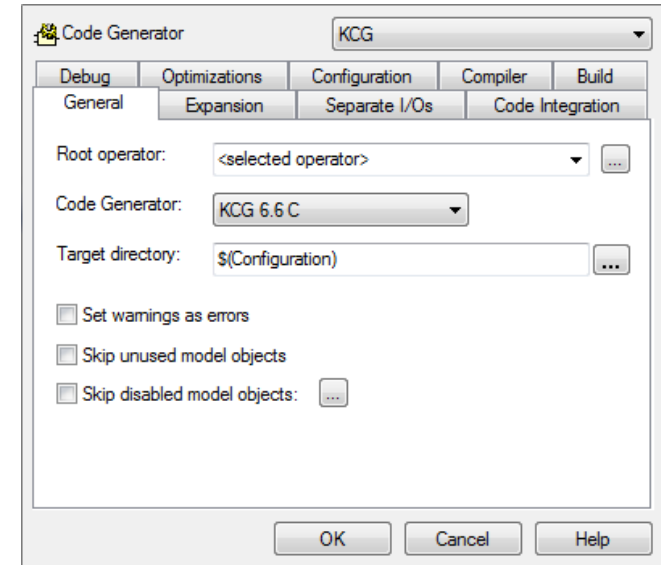 Code Generator KCG
Debug Optimizations Configuration Compiler Build
General Expansion Separate I/Os Code Integration
Root operator: <selected operator> ...
Code Generator: KCG 6.6 C
Target directory: $(Configuration) ...
Set warnings as errors
Skip unused model objects
Skip disabled model objects: ...
OK Cancel Help